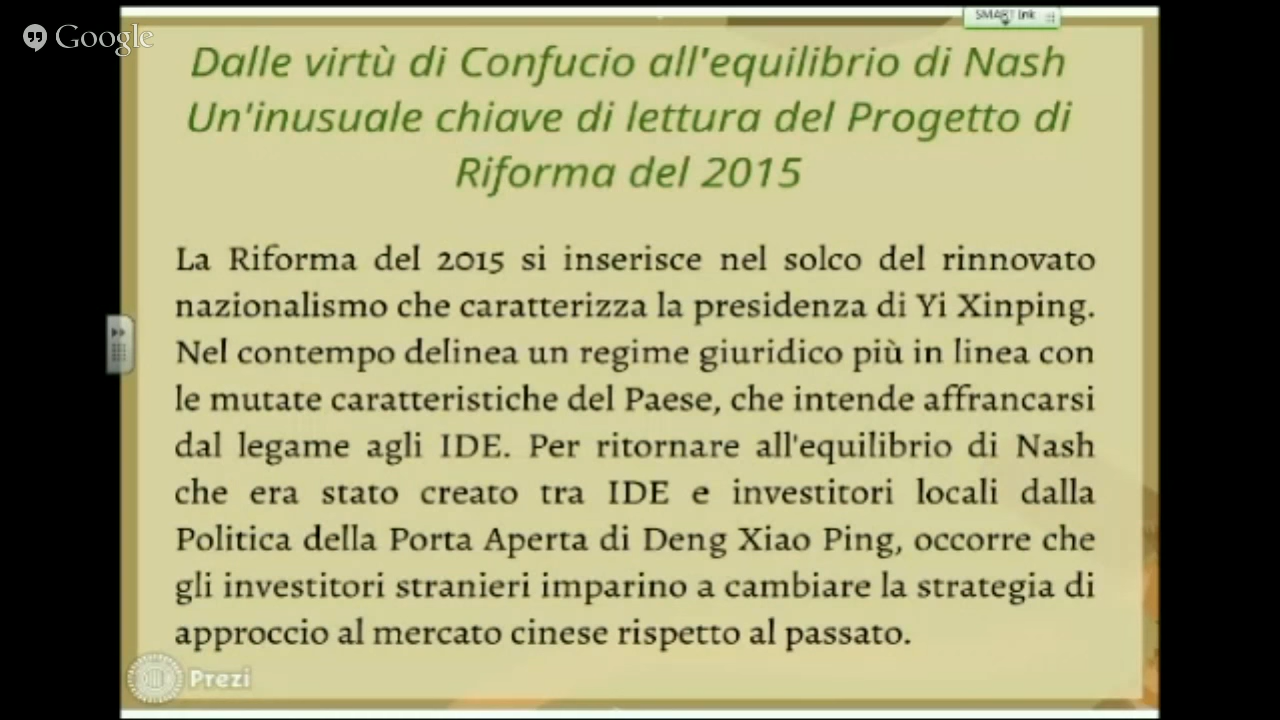 SMART Ink
Google
Dalle virtù di Confucio all'equilibrio di Nash
Un'inusuale chiave di lettura del Progetto di
Riforma del 2015
La Riforma del 2015 si inserisce nel solco del rinnovato
nazionalismo che caratterizza la presidenza di Yi Xinping.
Nel contempo delinea un regime giuridico più in linea con
le mutate caratteristiche del Paese, che intende affrancarsi
dal legame agli IDE. Per ritornare all'equilibrio di Nash
che era stato creato tra IDE e investitori locali dalla
Politica della Porta Aperta di Deng Xiao Ping, occorre che
gli investitori stranieri imparino a cambiare la strategia di
approccio al mercato cinese rispetto al passato.
Prezi